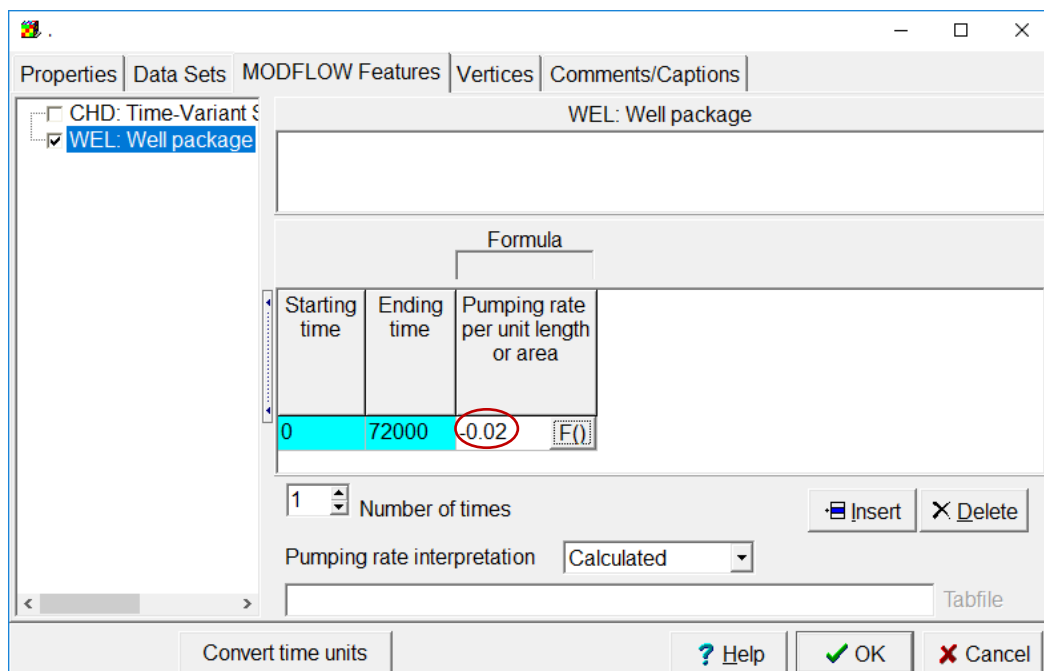 .
Properties Data Sets MODFLOW Features Vertices Comments/Captions
CHD: Time-Variant S
WEL: Well package
WEL: Well package
Formula
Starting time
Ending time
Pumping rate per unit length or area
0 72000 -0.02 F()
1 Number of times
Insert Delete
Pumping rate interpretation Calculated
Tabfile
Convert time units ? Help OK Cancel